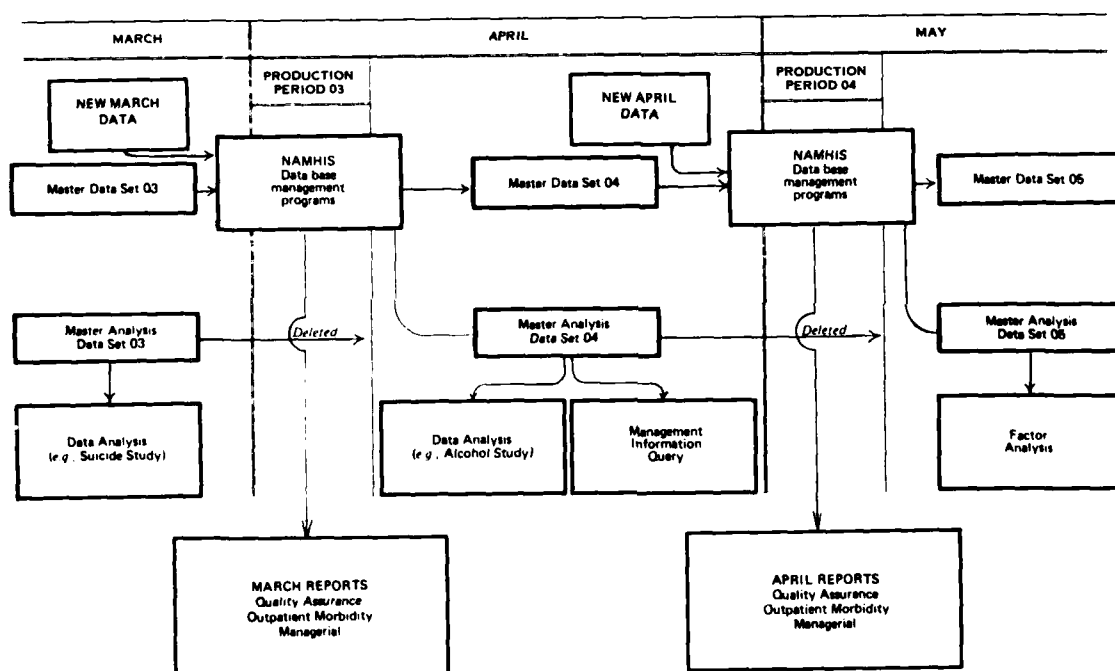 MARCH
APRIL
MAY
PRODUCTION
PERIOD 03
PRODUCTION
PERIOD 04
NEW MARCH
DATA
NEW APRIL
DATA
Master Data Set 03
NAMHIS
Data base
management
programs
Master Data Set 04
NAMHIS
Data base
management
programs
Master Data Set 05
Master Analysis
Data Set 03
Deleted
Master Analysis
Data Set 04
Deleted
Master Analysis
Data Set 05
Data Analysis
(e.g., Suicide Study)
Data Analysis
(e.g., Alcohol Study)
Management
Information
Query
Factor
Analysis
MARCH REPORTS
Quality Assurance
Outpatient Morbidity
Managerial
APRIL REPORTS
Quality Assurance
Outpatient Morbidity
Managerial